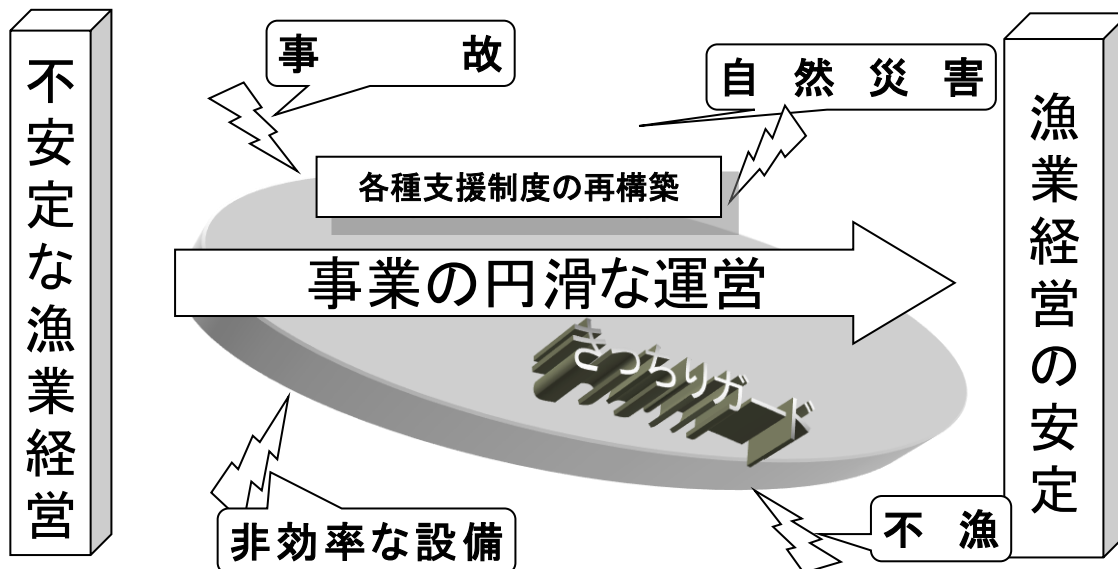 不安定な漁業経営
事故
自然災害
各種支援制度の再構築
事業の円滑な運営
きっちりガード
非効率な設備
不漁
漁業経営の安定